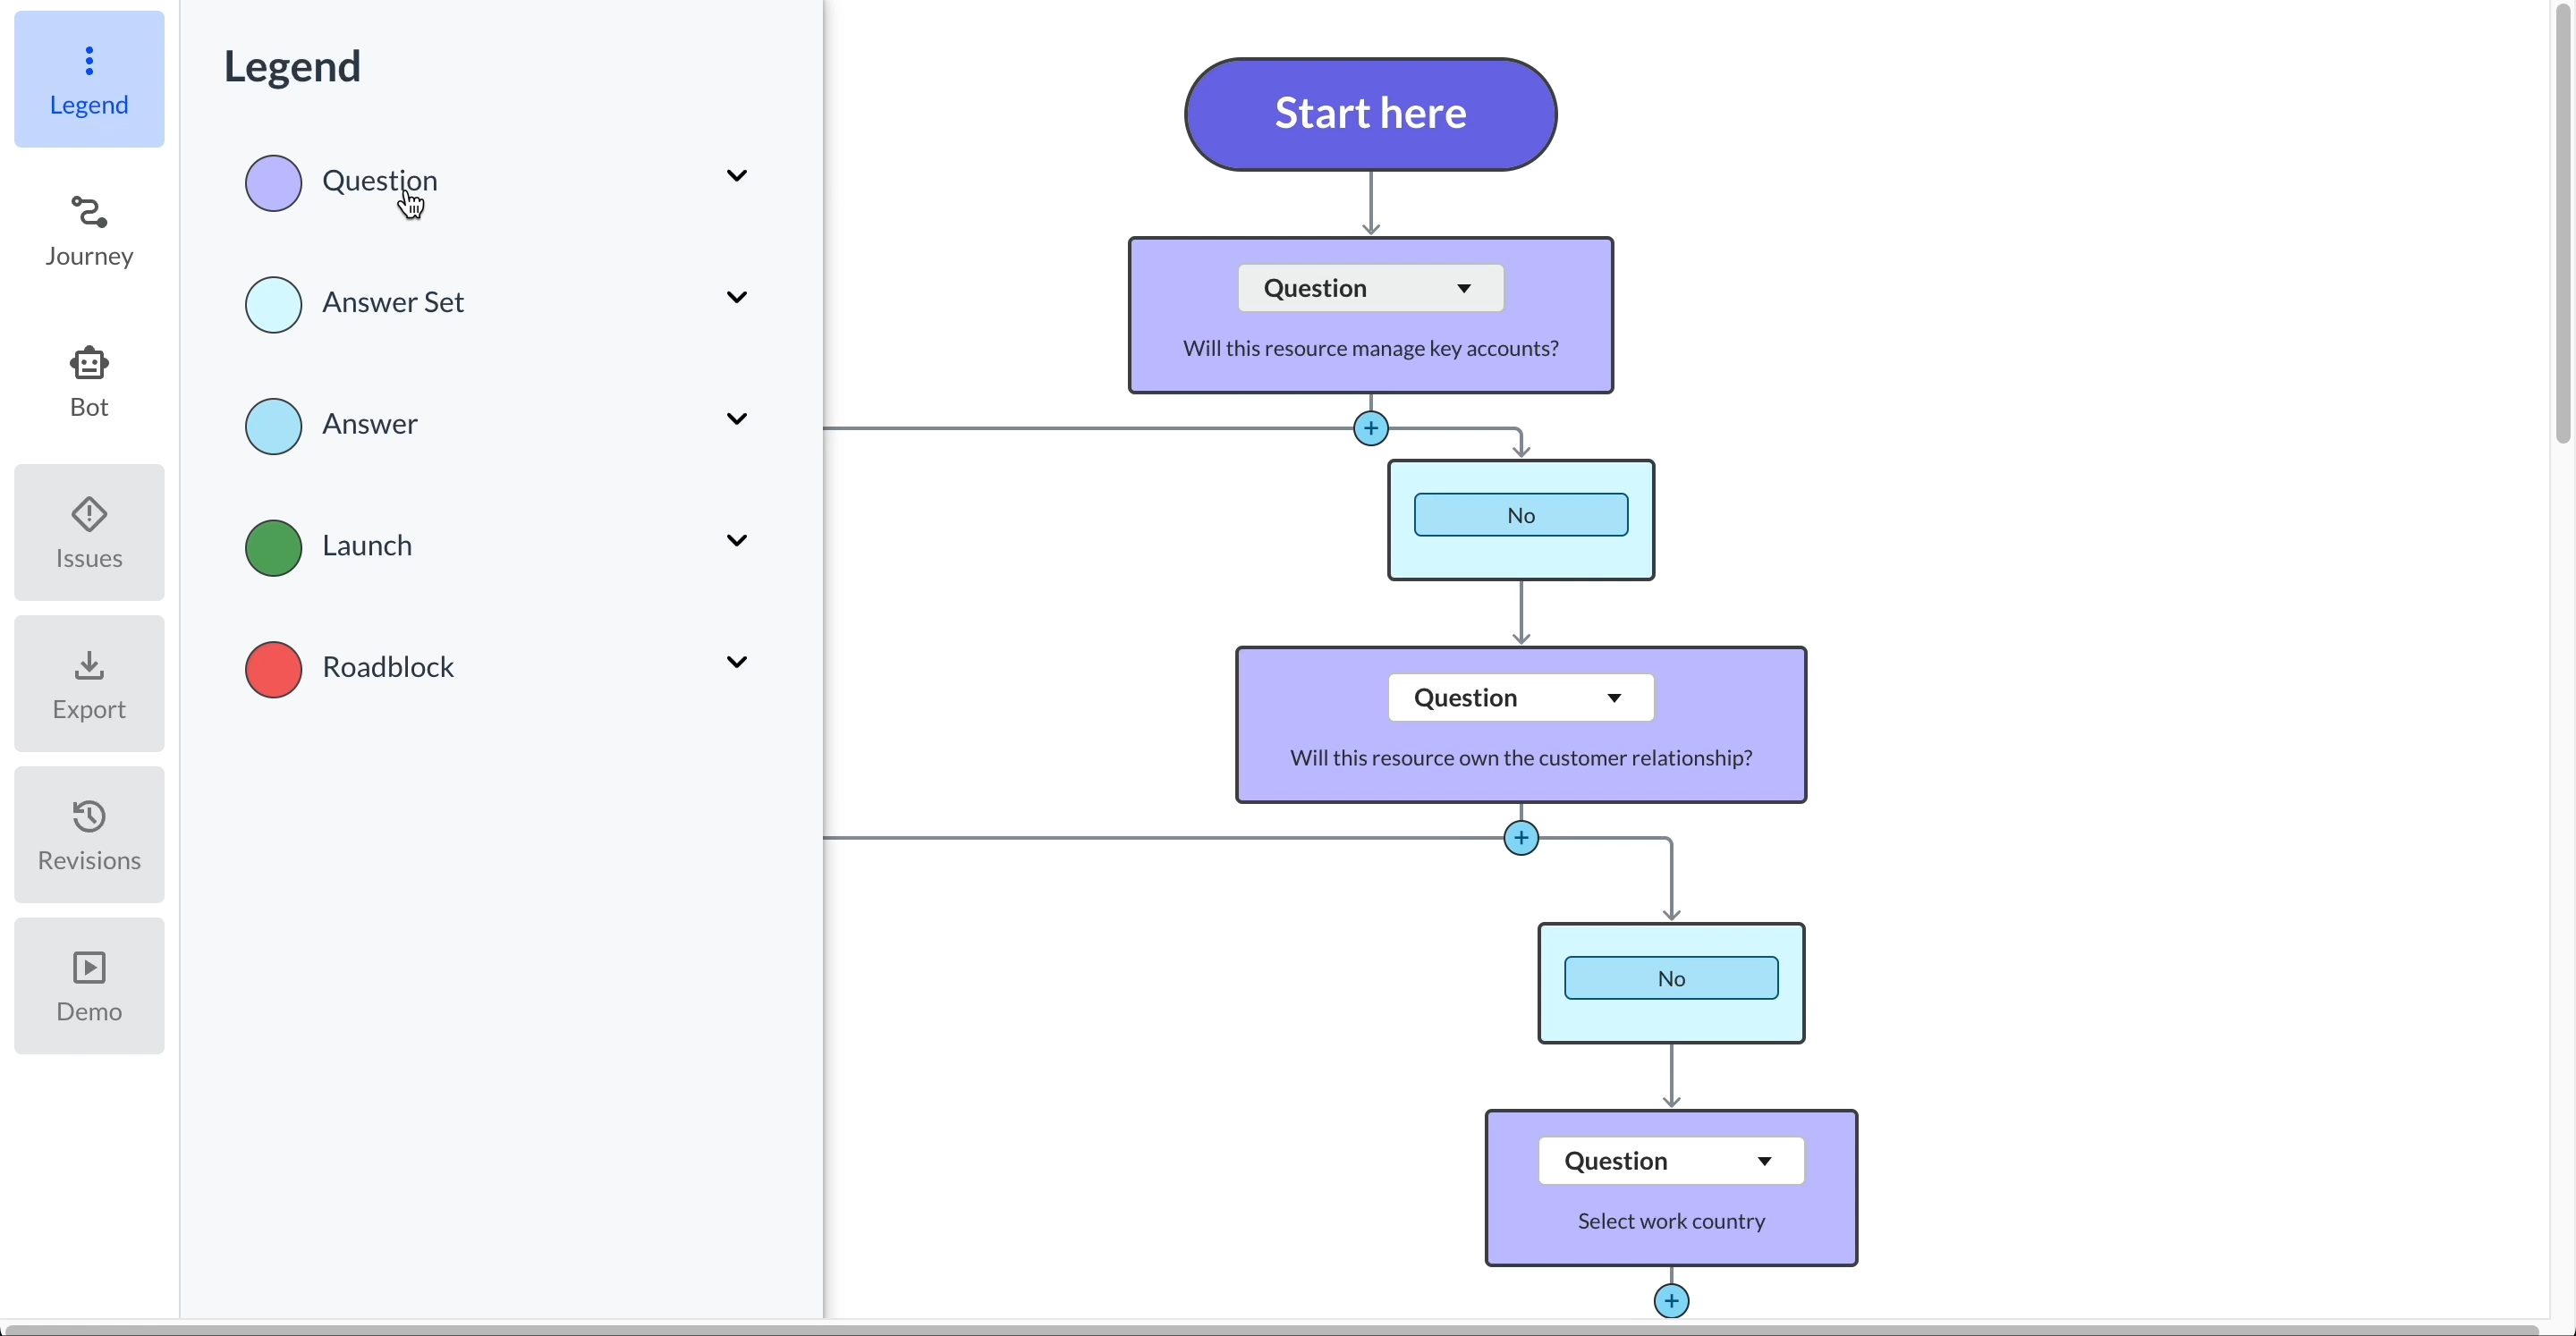 Legend
Journey
Bot
Issues
Export
Revisions
Demo
Legend
Question
Answer Set
Answer
Launch
Roadblock
Start here
Question
Will this resource manage key accounts?
+
No
Question
Will this resource own the customer relationship?
+
No
Question
Select work country
+